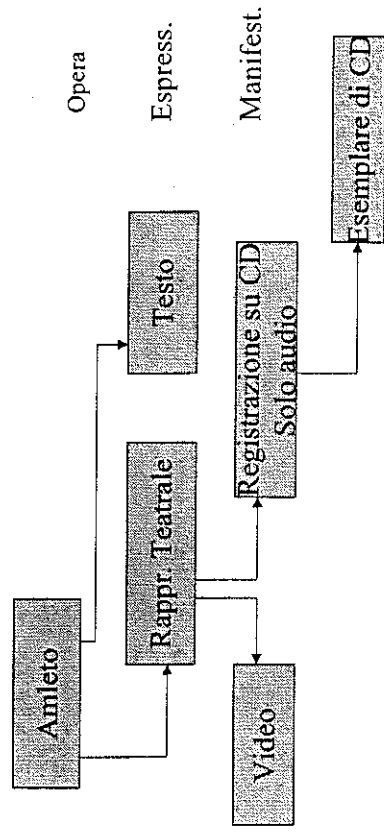 Amleto
Opera
Rappr. Teatrale
Testo
Espress.
Video
Registrazione su CD
Solo audio
Manifest.
Esemplare di CD